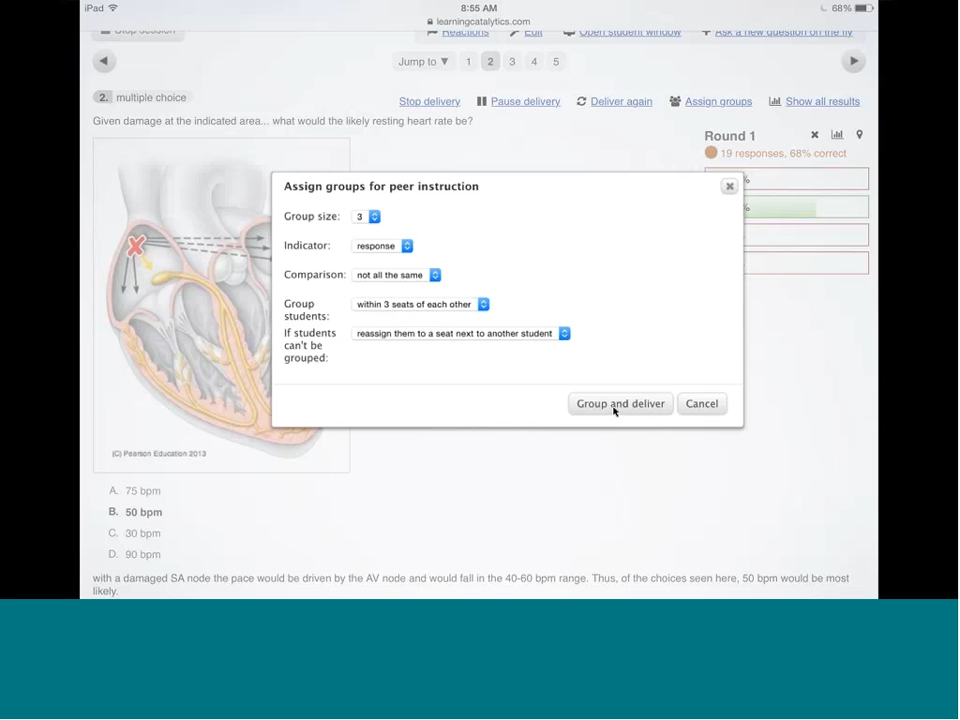 iPad 8:55 AM 68%
learningcatalytics.com
Stop session Reactions Edit Open student window Ask a new question on the fly
Jump to ▼ 1 2 3 4 5
2. multiple choice Stop delivery Pause delivery Deliver again Assign groups Show all results
Given damage at the indicated area... what would the likely resting heart rate be?
Round 1
19 responses, 68% correct
Assign groups for peer instruction
Group size: 3
Indicator: response
Comparison: not all the same
Group students: within 3 seats of each other
If students can't be grouped: reassign them to a seat next to another student
Group and deliver Cancel
%
%
(C) Pearson Education 2013
A. 75 bpm
B. 50 bpm
C. 30 bpm
D. 90 bpm
with a damaged SA node the pace would be driven by the AV node and would fall in the 40-60 bpm range. Thus, of the choices seen here, 50 bpm would be most
likely.